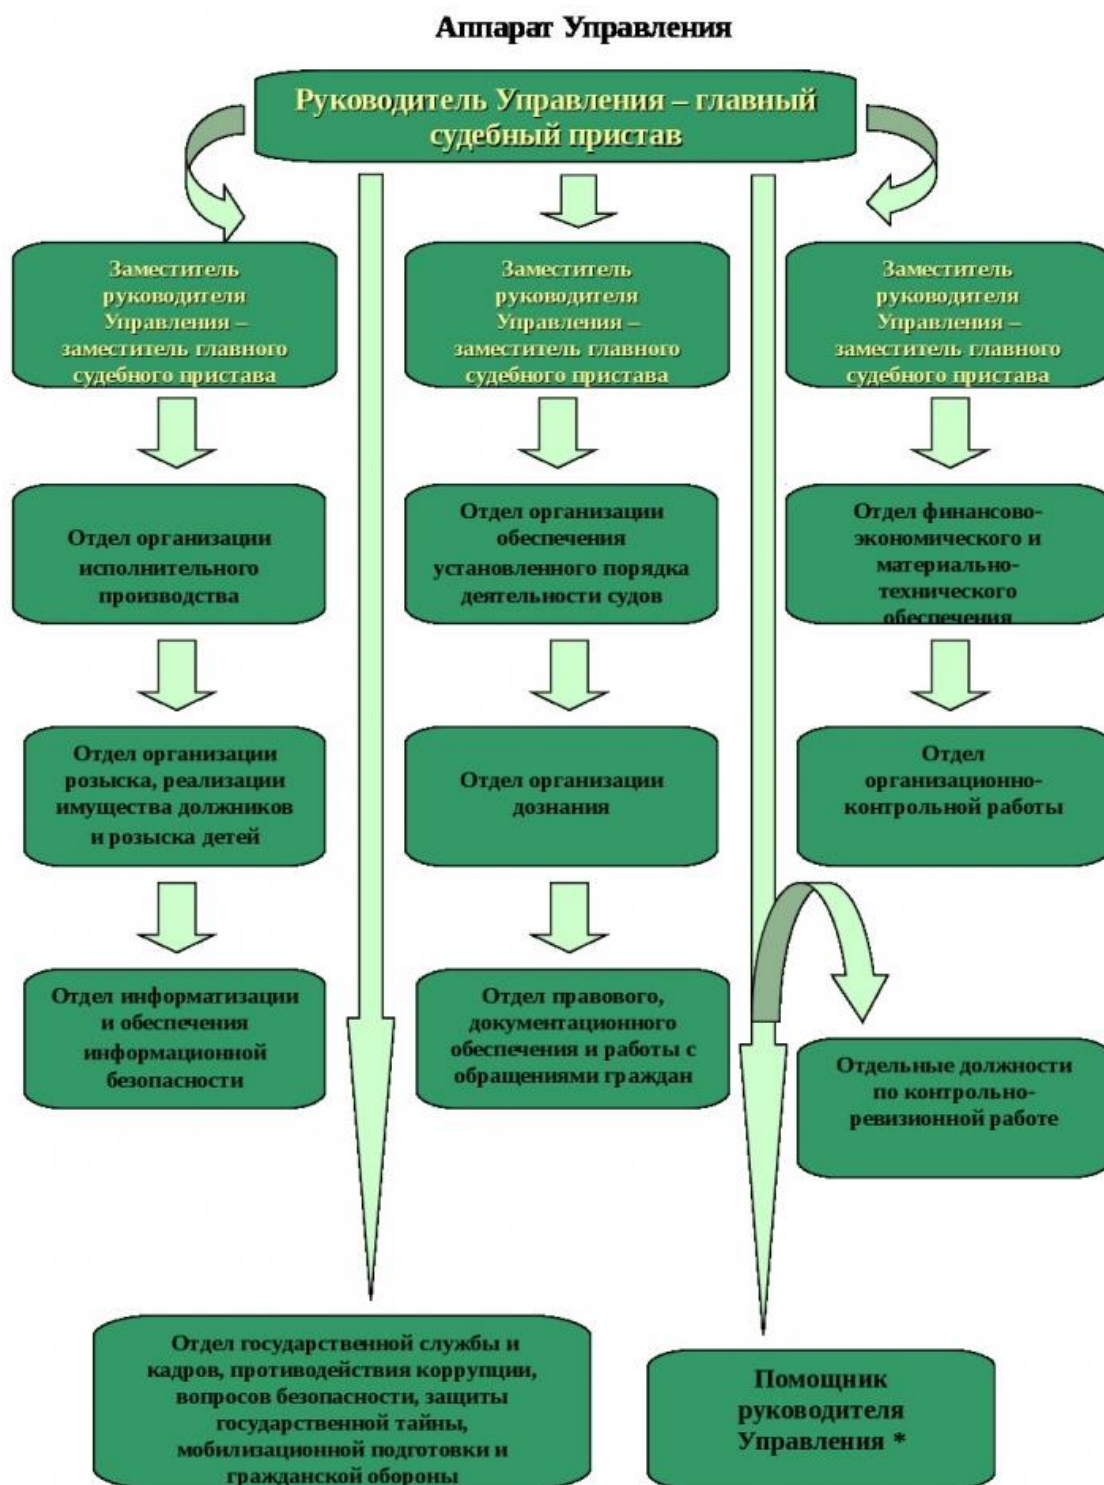 Аппарат Управления
Руководитель Управления – главный
судебный пристав
Заместитель
руководителя
Управления –
заместитель главного
судебного пристава
Заместитель
руководителя
Управления –
заместитель главного
судебного пристава
Заместитель
руководителя
Управления –
заместитель главного
судебного пристава
Отдел организации
исполнительного
производства
Отдел организации
обеспечения
установленного порядка
деятельности судов
Отдел финансово-
экономического и
материально-
технического
обеспечения
Отдел организации
розыска, реализации
имущества должников
и розыска детей
Отдел организации
дознания
Отдел
организационно-
контрольной работы
Отдел информатизации
и обеспечения
информационной
безопасности
Отдел правового,
документационного
обеспечения и работы с
обращениями граждан
Отдельные должности
по контрольно-
ревизионной работе
Отдел государственной службы и
кадров, противодействия коррупции,
вопросов безопасности, защиты
государственной тайны,
мобилизационной подготовки и
гражданской обороны
Помощник
руководителя
Управления *